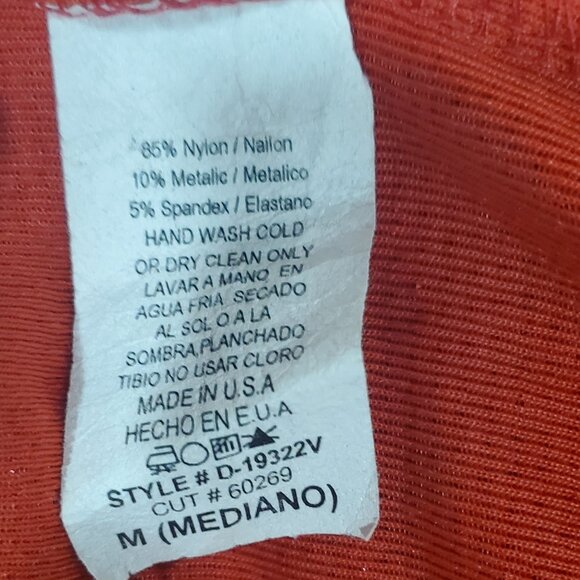 85% Nylon / Nailon
10% Metalic / Metalico
5% Spandex / Elastano
HAND WASH COLD
OR DRY CLEAN ONLY
LAVAR A MANO EN
AGUA FRIA SECADO
AL SOL O A LA
SOMBRA,PLANCHADO
TIBIO NO USAR CLORO
MADE IN U.S.A
HECHO EN E.U.A
STYLE # D-19322V
CUT # 60269
M (MEDIANO)